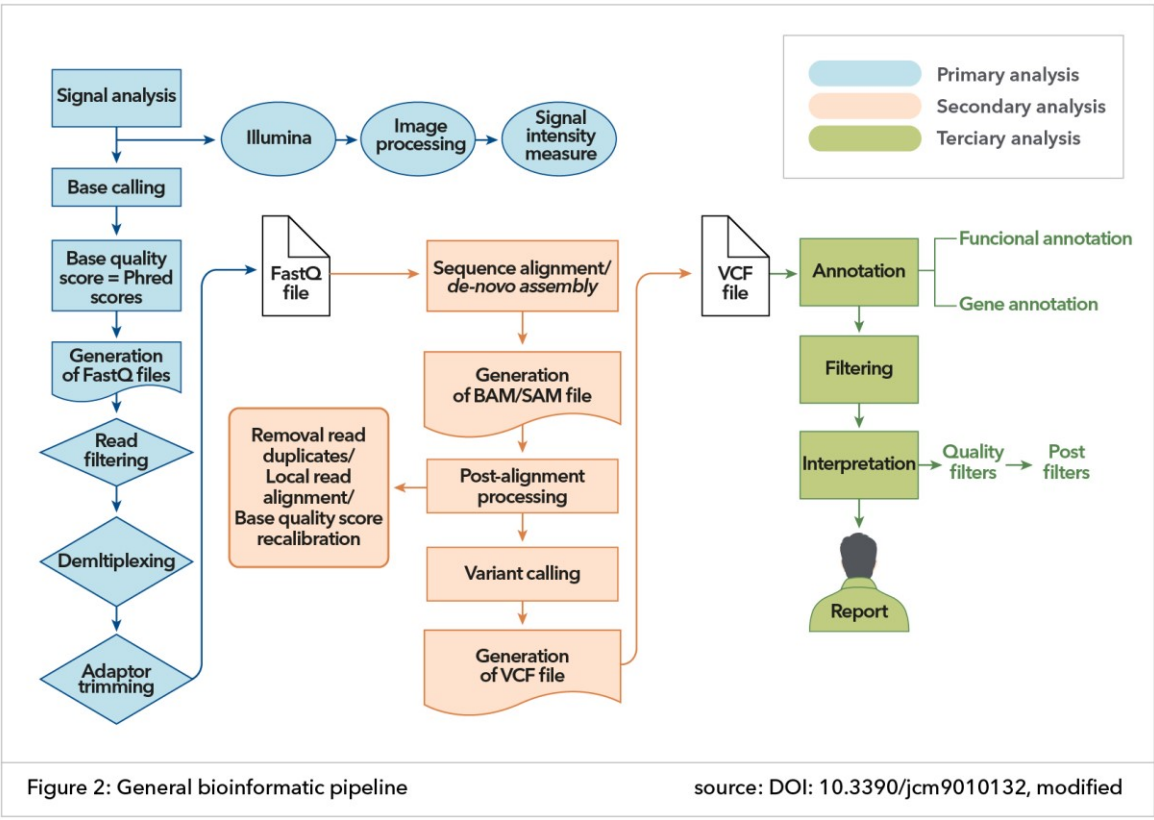 Primary analysis
Secondary analysis
Terciary analysis
Signal analysis
Illumina
Image
processing
Signal
intensity
measure
Base calling
Base quality
score = Phred
scores
Generation
of FastQ files
Read
filtering
Demltiplexing
Adaptor
trimming
FastQ
file
Sequence alignment/
de-novo assembly
Generation
of BAM/SAM file
Post-alignment
processing
Removal read
duplicates/
Local read
alignment/
Base quality score
recalibration
Variant calling
Generation
of VCF file
VCF
file
Annotation
Funcional annotation
Gene annotation
Filtering
Interpretation
Quality
filters
Post
filters
Report
Figure 2: General bioinformatic pipeline
source: DOI: 10.3390/jcm9010132, modified